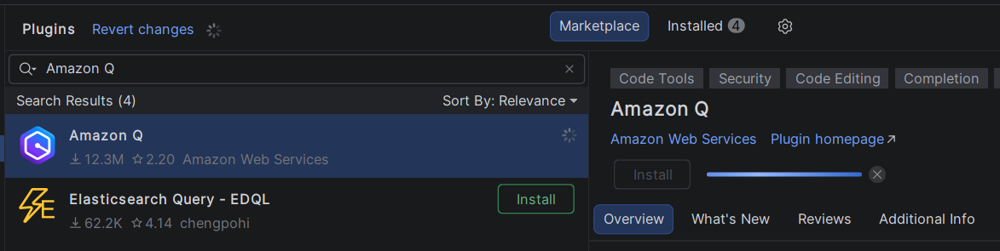 Plugins Revert changes Marketplace Installed 4
Amazon Q
Search Results (4) Sort By: Relevance
Amazon Q
12.3M 2.20 Amazon Web Services
Elasticsearch Query - EDQL Install
62.2K 4.14 chengpohi
Code Tools Security Code Editing Completion
Amazon Q
Amazon Web Services Plugin homepage
Install
Overview What's New Reviews Additional Info